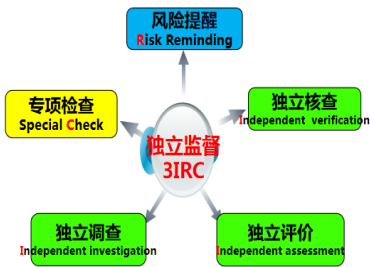 风险提醒
Risk Reminding
专项检查
Special Check
独立核查
Independent verification
独立监督
3IRC
独立调查
Independent investigation
独立评价
Independent assessment